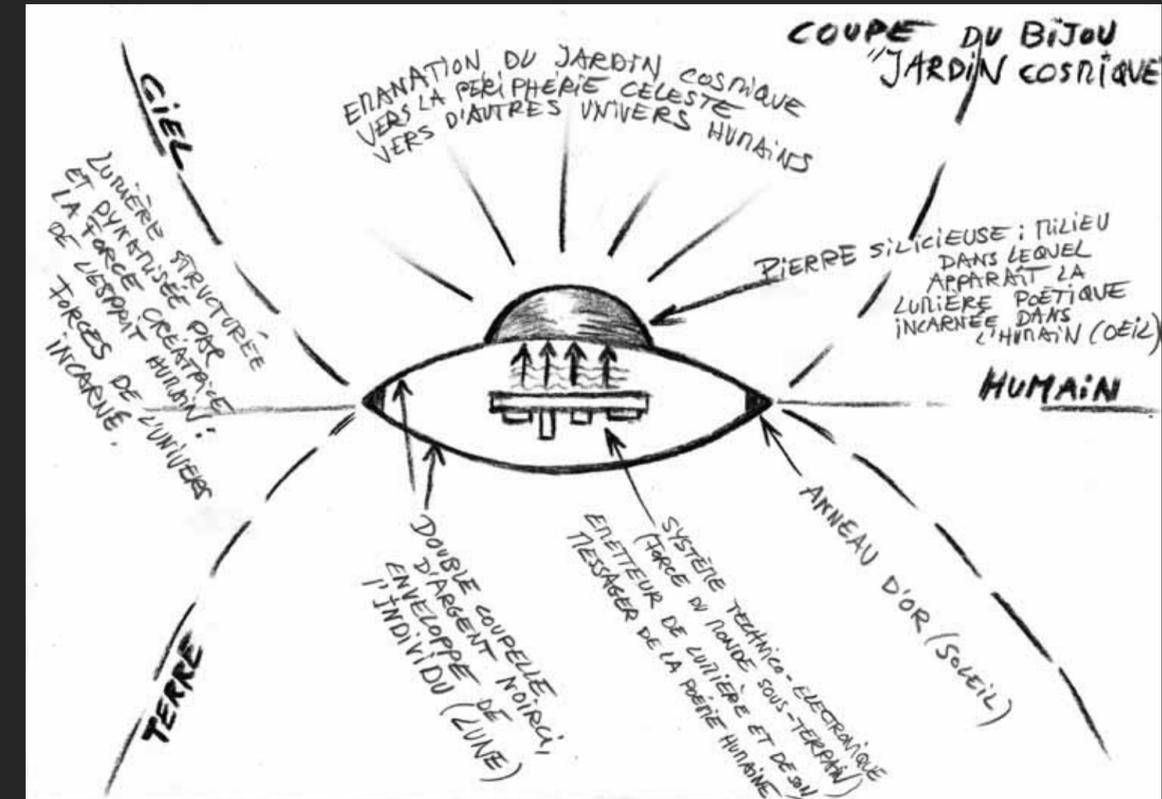 COUPE DU BIJOU
"JARDIN COSMIQUE
EMANATION DU JARDIN COSMIQUE
VERS LA PÉRIPHÉRIE CÉLESTE
VERS D'AUTRES UNIVERS HUMAINS
CIEL
LUMIÈRE STRUCTURÉE
ET DYNAMISÉE PAR
LA FORCE CRÉATRICE
DE L'ESPRIT HUMAIN :
FORCES DE L'UNIVERS
INCARNÉ.
PIERRE SILICIEUSE : MILIEU
DANS LEQUEL
APPARAÎT LA
LUMIÈRE POÉTIQUE
INCARNÉE DANS
L'HUMAIN (OEIL)
HUMAIN
TERRE
DOUBLE COUPELLE
D'ARGENT NOIRCI,
ENVELOPPE DE
L'INDIVIDU (LUNE)
SYSTÈME TECHNICO-ELECTRONIQUE
(FORCE DU MONDE SOUS-TERRAIN)
EMETTEUR DE LUMIÈRE ET DE SON
MESSAGER DE LA POÉSIE HUMAINE
ANNEAU D'OR (SOLEIL)